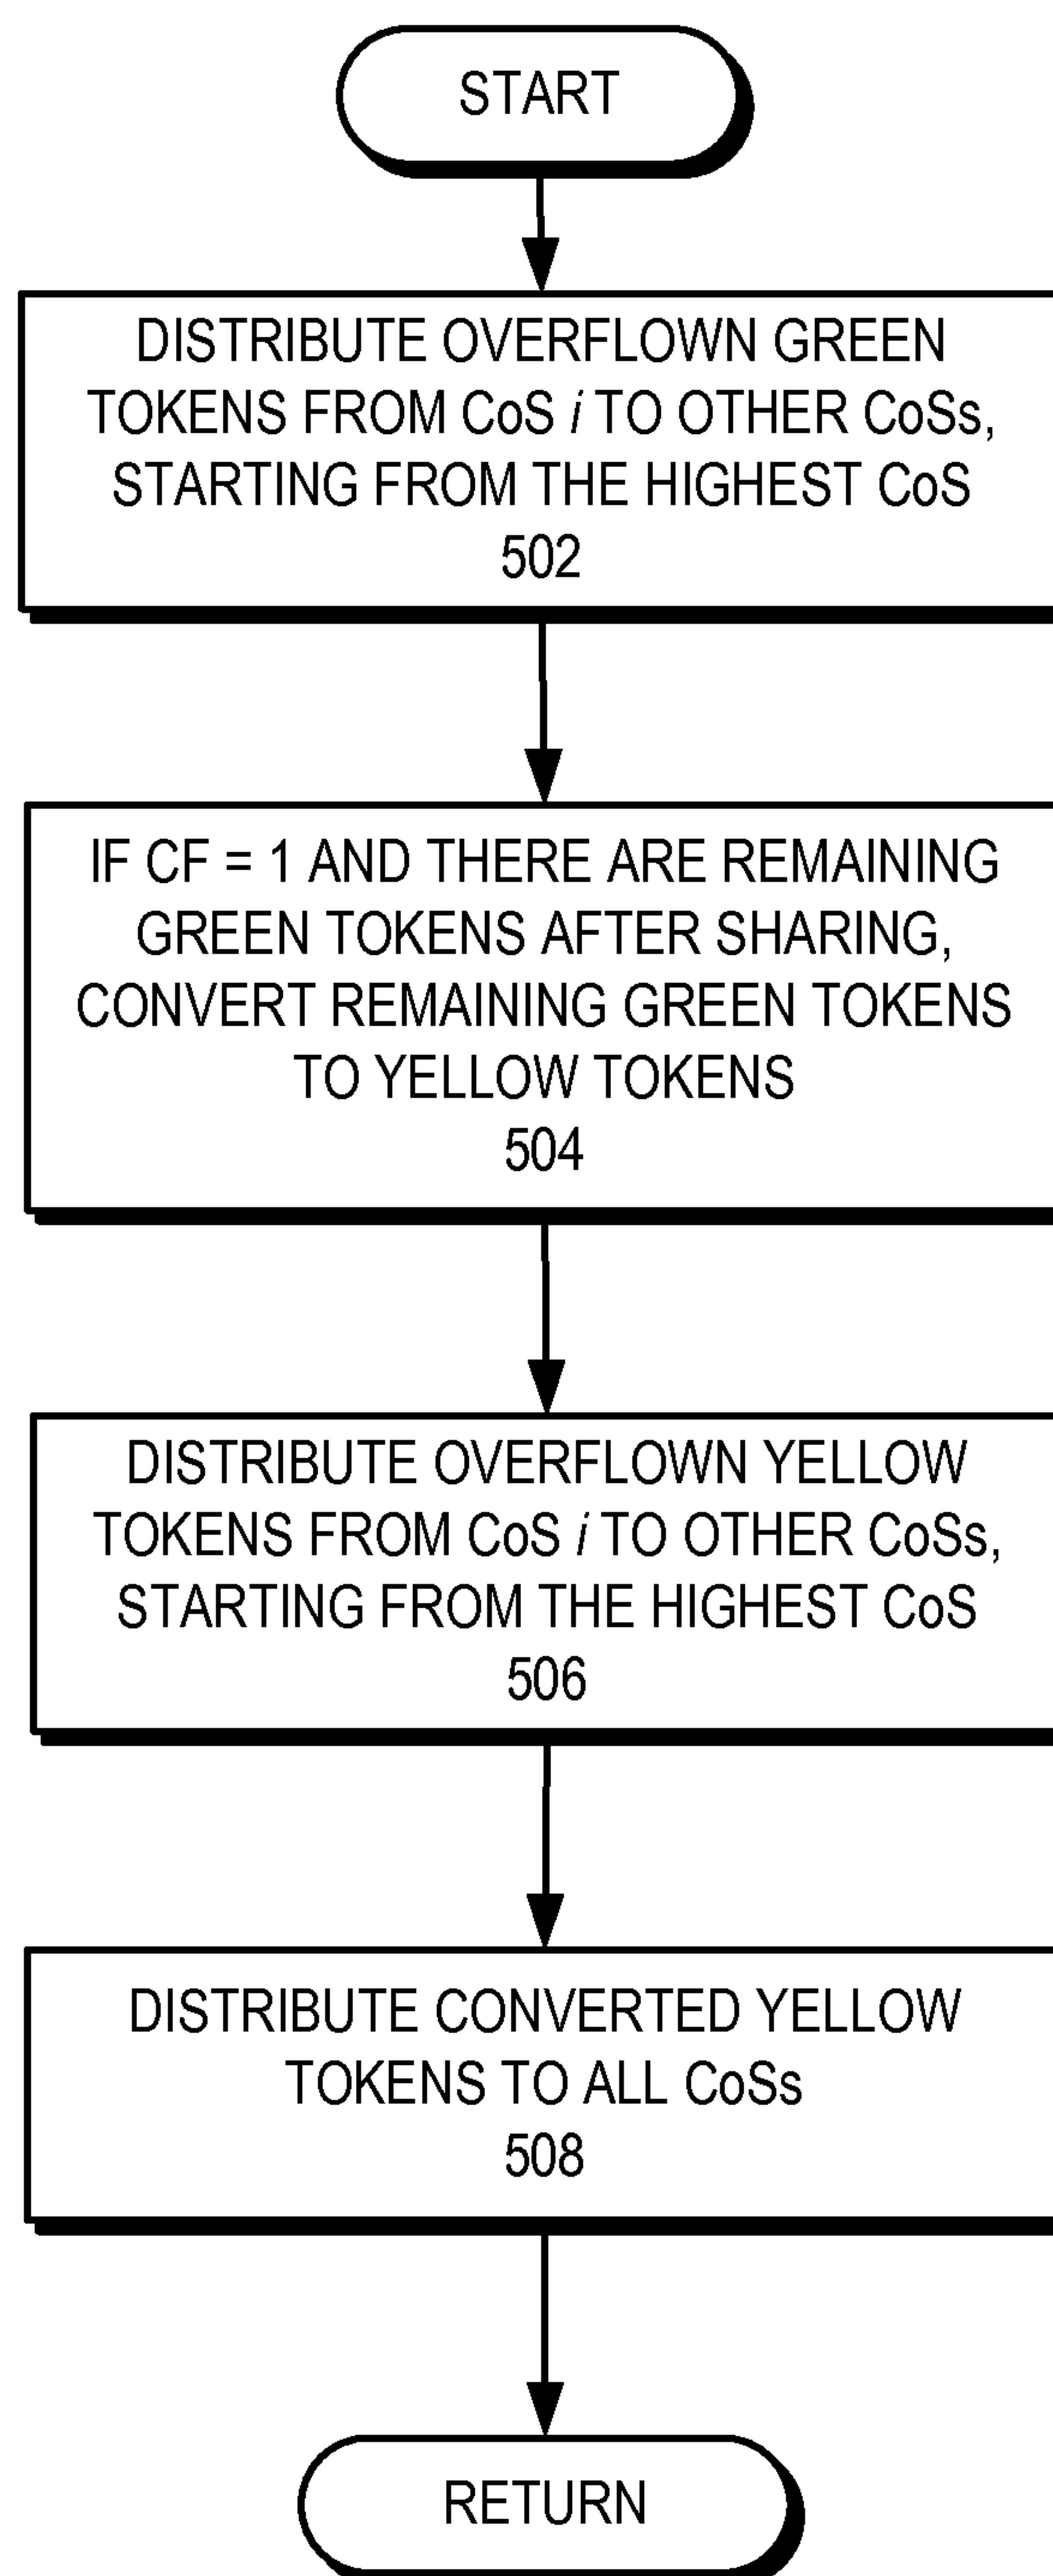 START
DISTRIBUTE OVERFLOWN GREEN
TOKENS FROM CoS i TO OTHER CoSs,
STARTING FROM THE HIGHEST CoS
502
IF CF = 1 AND THERE ARE REMAINING
GREEN TOKENS AFTER SHARING,
CONVERT REMAINING GREEN TOKENS
TO YELLOW TOKENS
504
DISTRIBUTE OVERFLOWN YELLOW
TOKENS FROM CoS i TO OTHER CoSs,
STARTING FROM THE HIGHEST CoS
506
DISTRIBUTE CONVERTED YELLOW
TOKENS TO ALL CoSs
508
RETURN